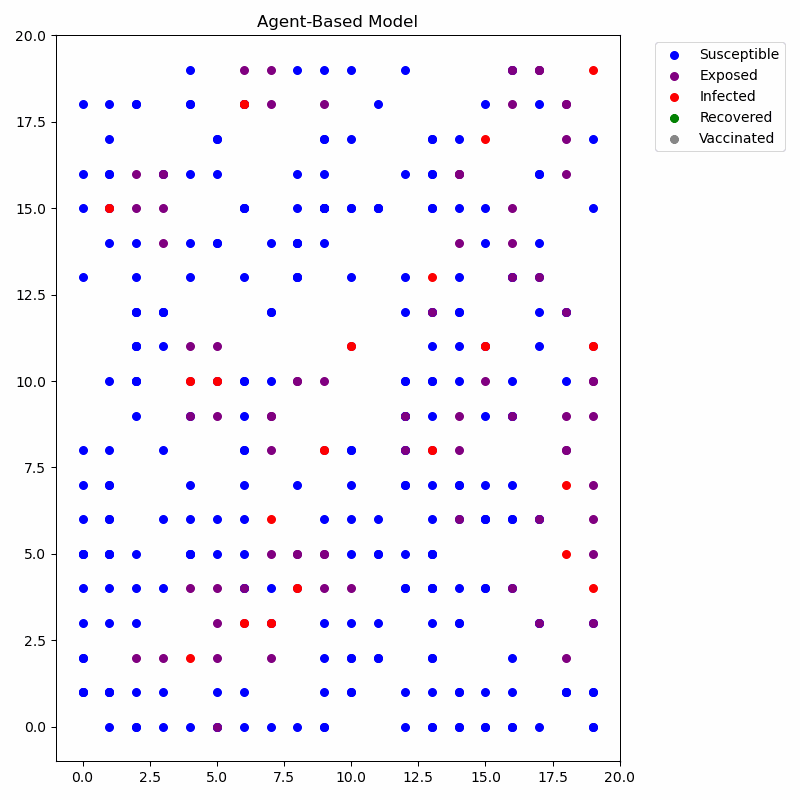 Agent-Based Model
20.0
17.5
15.0
12.5
10.0
7.5
5.0
2.5
0.0
0.0 2.5 5.0 7.5 10.0 12.5 15.0 17.5 20.0
Susceptible
Exposed
Infected
Recovered
Vaccinated